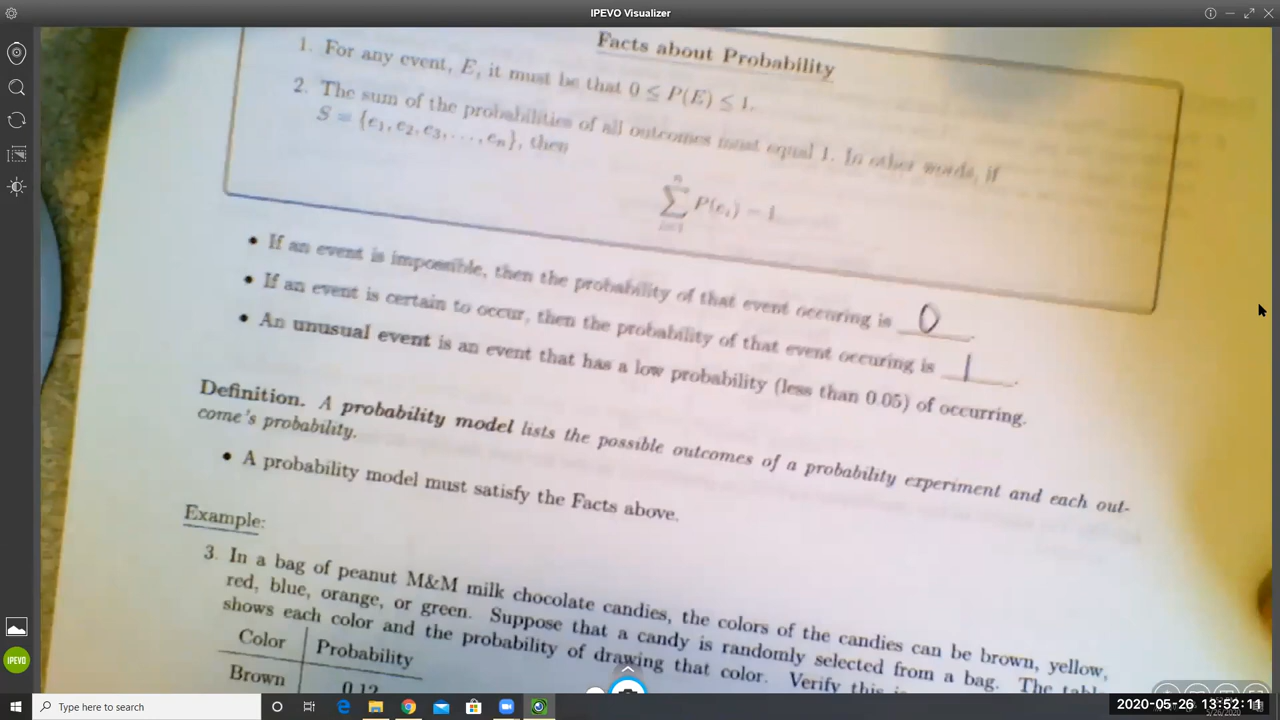 IPEVO Visualizer
Facts about Probability
1. For any event, E, it must be that 0 ≤ P(E) ≤ 1.
2. The sum of the probabilities of all outcomes must equal 1. In other words, if
S = {e₁, e₂, e₃, . . . , eₙ}, then
n
∑ P(eᵢ) = 1
i=1
• If an event is impossible, then the probability of that event occuring is 0.
• If an event is certain to occur, then the probability of that event occuring is 1.
• An unusual event is an event that has a low probability (less than 0.05) of occurring.
Definition. A probability model lists the possible outcomes of a probability experiment and each out-
come's probability.
• A probability model must satisfy the Facts above.
Example:
3. In a bag of peanut M&M milk chocolate candies, the colors of the candies can be brown, yellow,
red, blue, orange, or green. Suppose that a candy is randomly selected from a bag. The table
shows each color and the probability of drawing that color. Verify this
Color Probability
Brown 0.12
IPEVO
Type here to search
2020-05-26 13:52:11